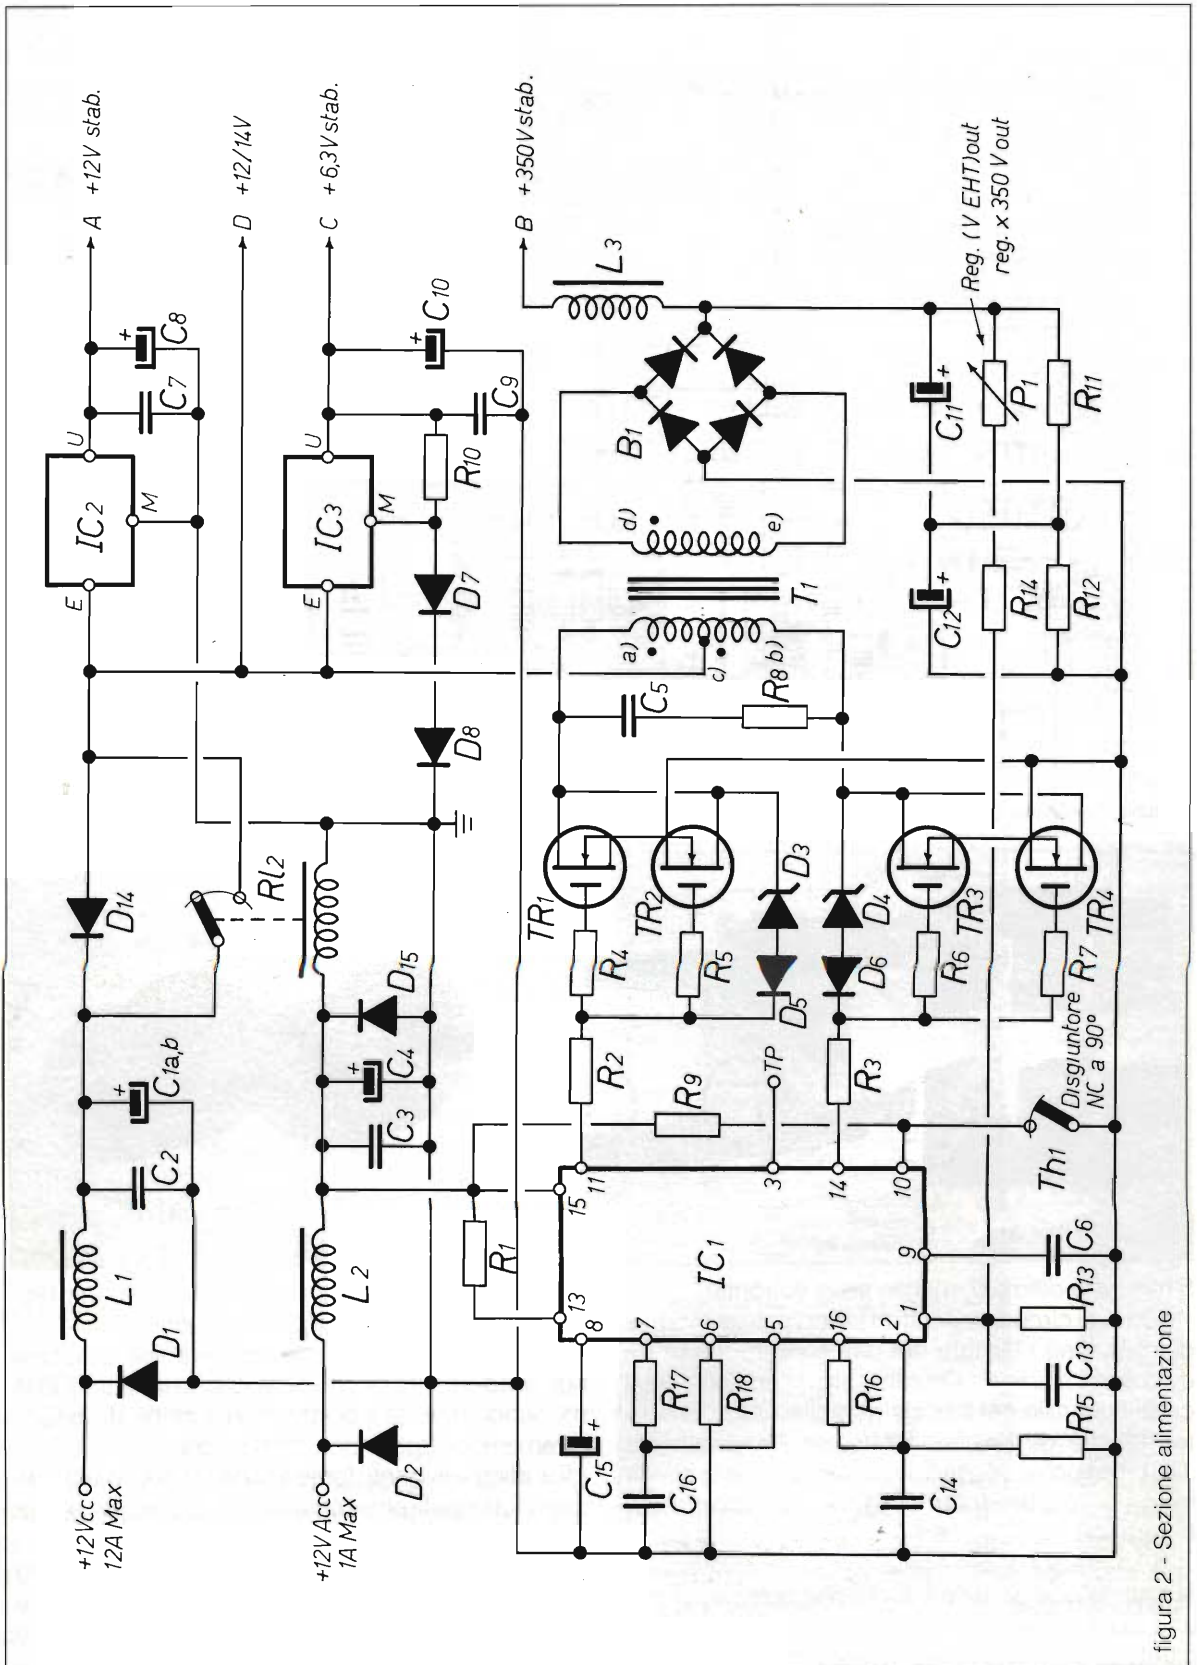 +12Vcc
12A Max
L1
D1
C2
C1a,b
+
D14
Rl2
E
IC2
U
M
C7
C8
+
A +12V stab.
D +12/14V
+12V Acc
1A Max
L2
D2
C3
C4
+
D15
D8
D7
E
IC3
U
M
R10
C9
C10
+
C +6,3V stab.
B +350V stab.
L3
B1
R1
13
15
8
7
6
5
16
2
1
9
10
14
3
11
IC1
R2
R9
TP
R3
R4
R5
R6
R7
TR1
TR2
TR3
TR4
D3
D5
D4
D6
C5
R8
a)
c)
b)
T1
d)
e)
C15
+
R17
C16
R18
R16
C14
R15
C13
R13
C6
Th1
Disgiuntore
NC a 90°
C12
+
C11
+
R14
P1
R12
R11
Reg. (V EHT) out
reg. x 350 V out
figura 2 - Sezione alimentazione